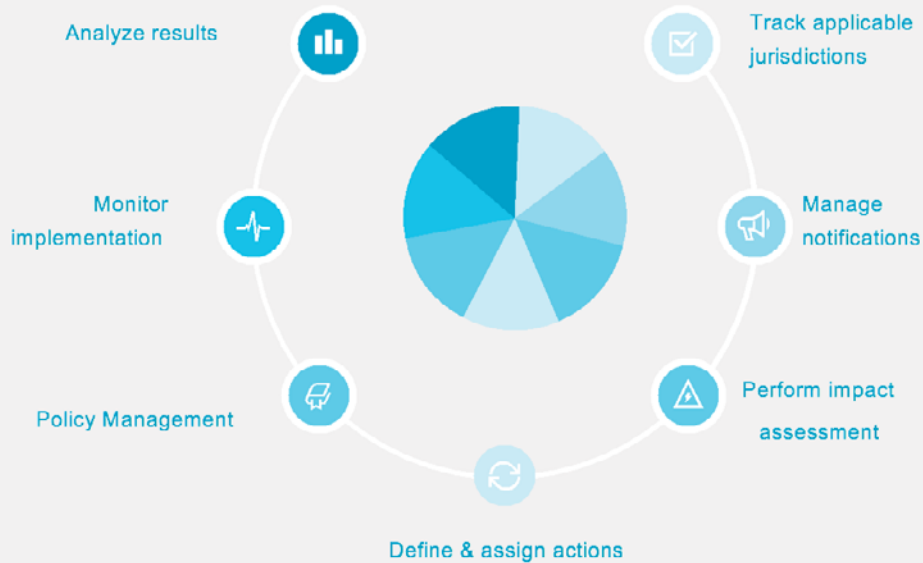 Analyze results
Track applicable
jurisdictions
Monitor
implementation
Manage
notifications
Policy Management
Perform impact
assessment
Define & assign actions